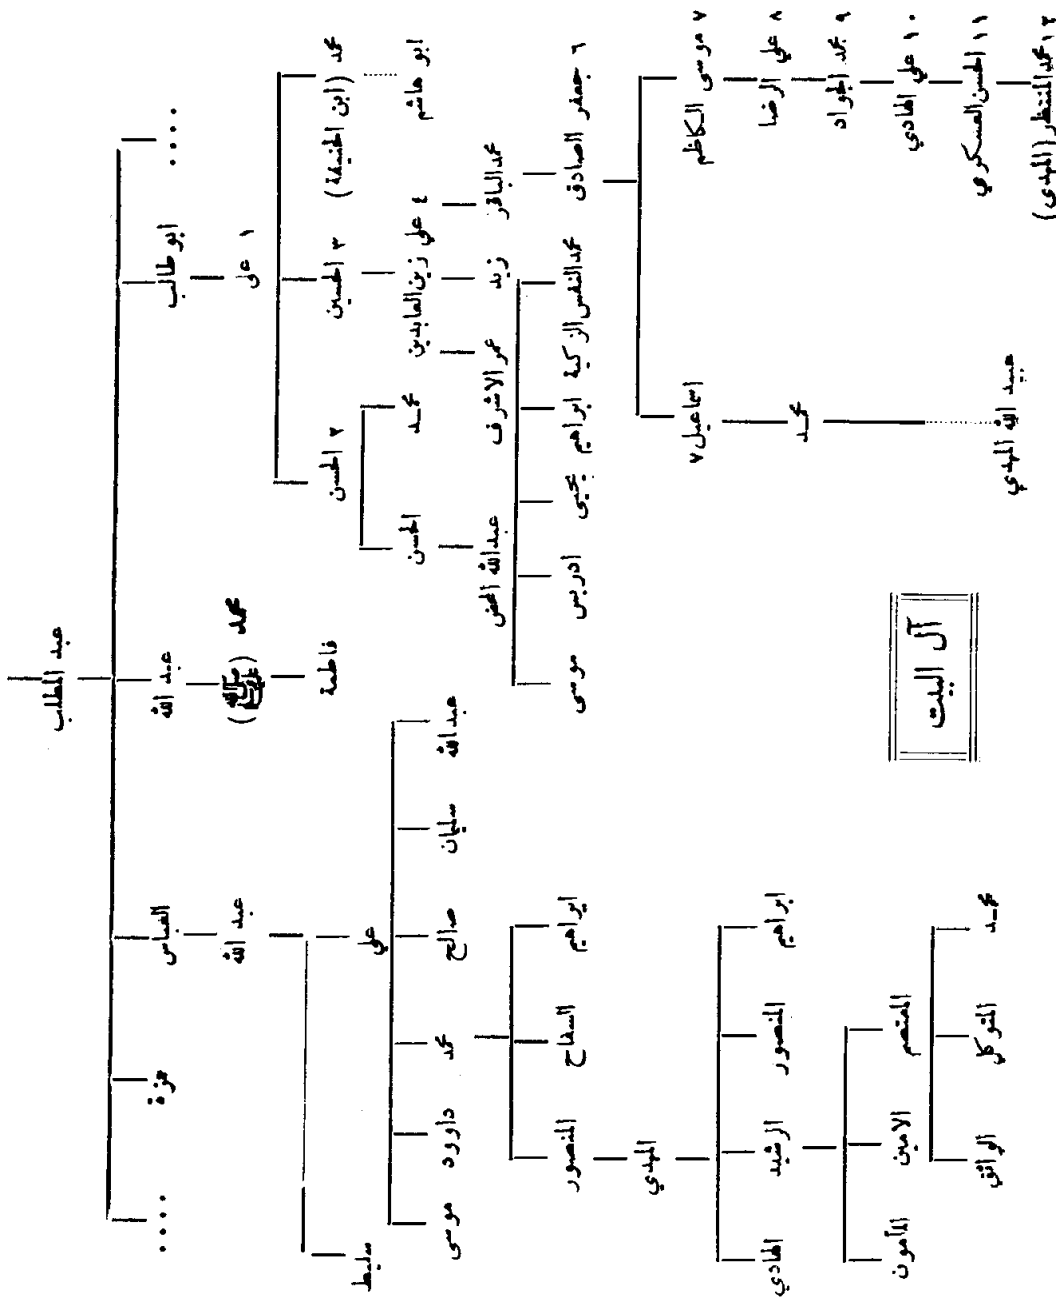 عبد المطلب
....
ابو طالب
عبد الله
العباس
حمزة
....
١ علي
محمد
(ﷺ)
عبد الله
محمد
(ابن الحنيفة)
٣ الحسين
٢ الحسن
فاطمة
علي
سليط
ابو هاشم
٤ علي زين العابدين
محمد
الحسن
عبد الله
سليمان
صالح
محمد
داوود
موسى
محمد الباقر
زيد
عمر الاشرف
عبد الله المحض
٦ جعفر الصادق
محمد النفس الزكية
ابراهيم
يحيى
ادريس
موسى
ابراهيم
السفاح
المنصور
المهدي
٧ موسى الكاظم
اسماعيل ٧
٨ علي الرضا
محمد
ابراهيم
المنصور
الرشيد
الهادي
٩ محمد الجواد
١٠ علي الهادي
المعتصم
الامين
المأمون
١١ الحسن العسكري
عبيد الله المهدي
محمد
المتوكل
الواثق
١٢ محمد المنتظر (المهدي)
آل البيت